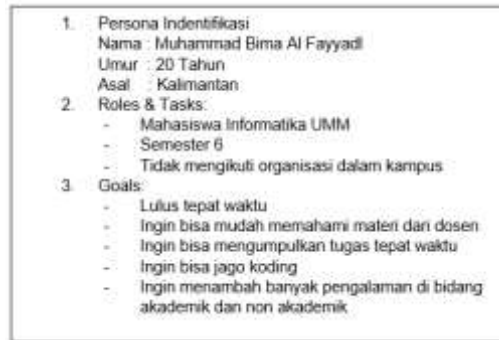 1. Persona Indentifikasi
Nama : Muhammad Bima Al Fayyadl
Umur : 20 Tahun
Asal : Kalimantan
2. Roles & Tasks:
- Mahasiswa Informatika UMM
- Semester 6
- Tidak mengikuti organisasi dalam kampus
3. Goals:
- Lulus tepat waktu
- Ingin bisa mudah memahami materi dari dosen
- Ingin bisa mengumpulkan tugas tepat waktu
- Ingin bisa jago koding
- Ingin menambah banyak pengalaman di bidang
akademik dan non akademik